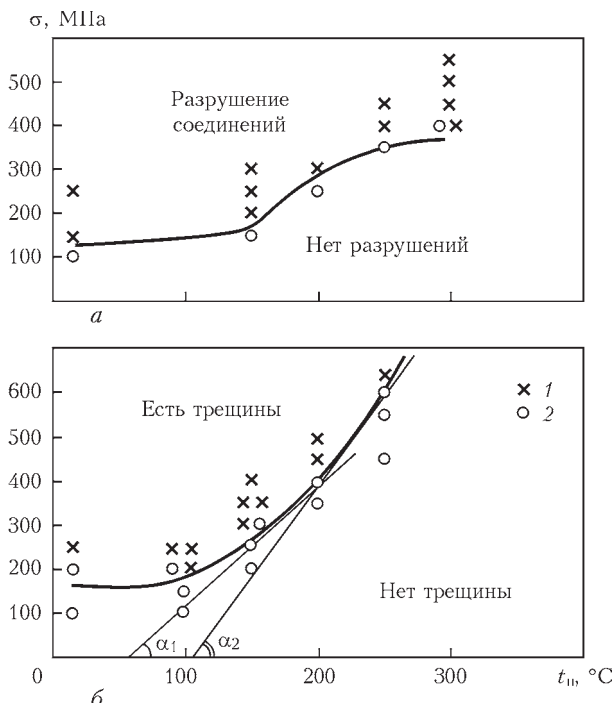 σ, МПа
500
400
300
200
100
Разрушение
соединений
Нет разрушений
а
600
500
400
300
200
100
Есть трещины
1
2
Нет трещины
α1
α2
0
100
200
300
tп, °C
б